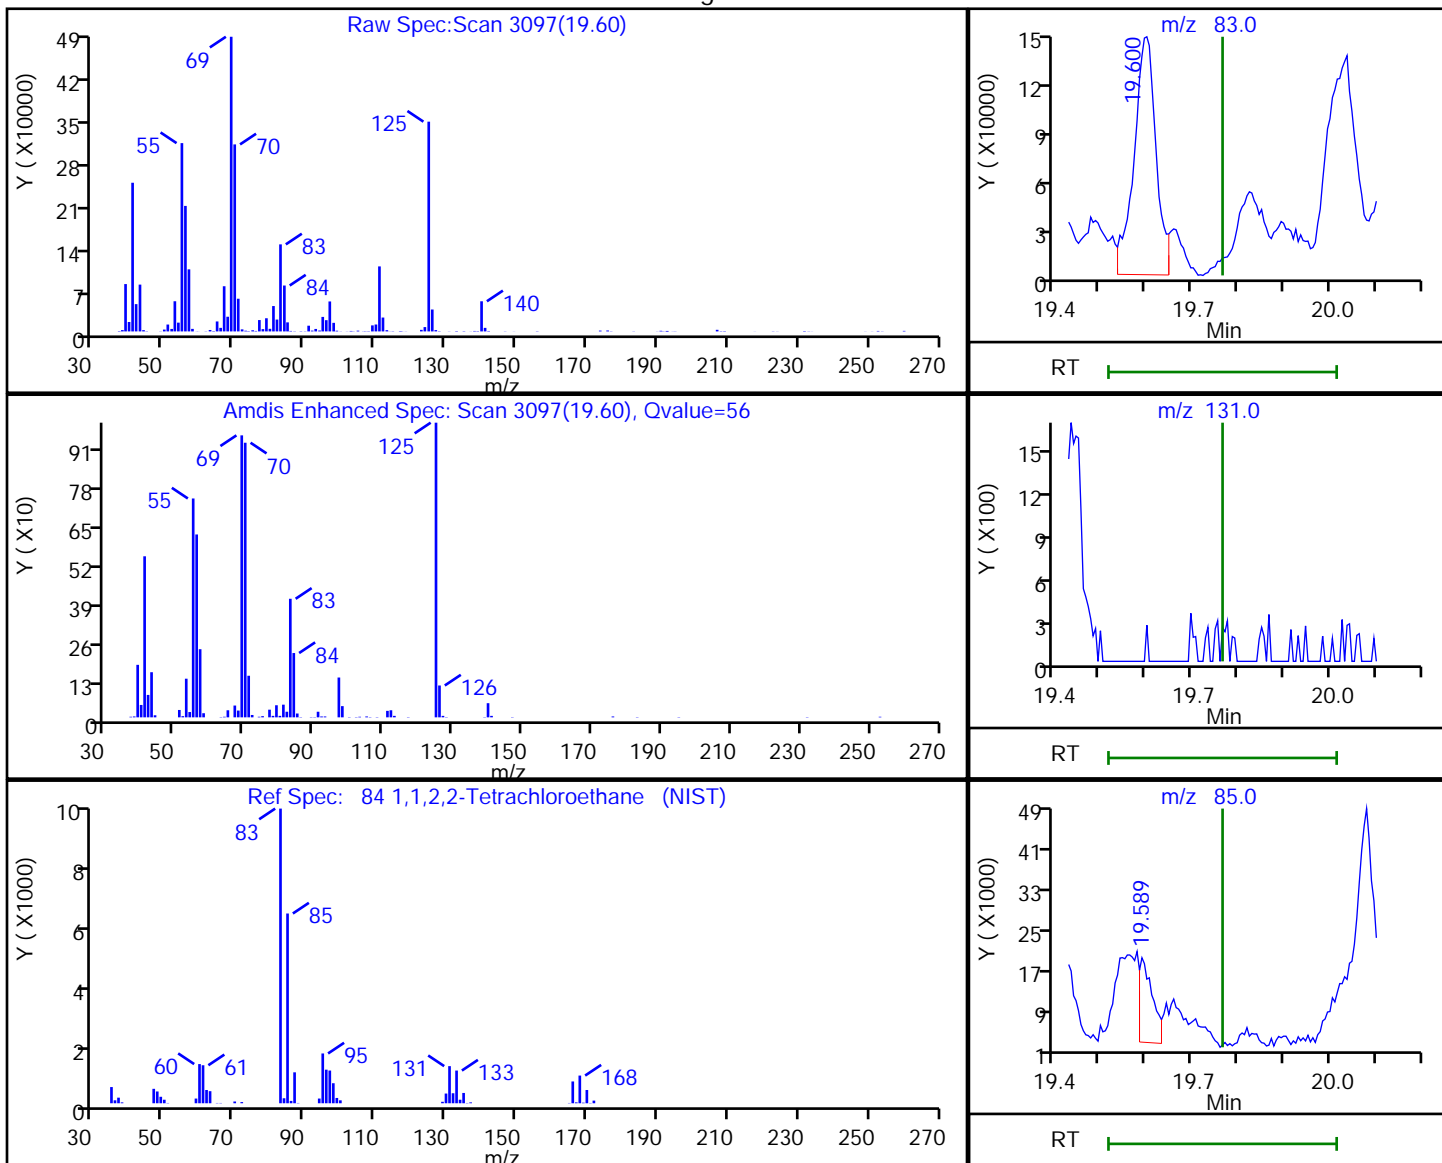 Raw Spec:Scan 3097(19.60)
Y ( X10000)
49
42
35
28
21
14
7
0
69
55
70
125
83
84
140
30 50 70 90 110 130 150 170 190 210 230 250 270
m/z
m/z 83.0
Y ( X10000)
15
12
9
6
3
0
19.600
19.4 19.7 20.0
Min
RT
Amdis Enhanced Spec: Scan 3097(19.60), Qvalue=56
Y ( X10)
91
78
65
52
39
26
13
0
69
70
55
125
83
84
126
30 50 70 90 110 130 150 170 190 210 230 250 270
m/z
m/z 131.0
Y ( X100)
15
12
9
6
3
0
19.4 19.7 20.0
Min
RT
Ref Spec: 84 1,1,2,2-Tetrachloroethane (NIST)
Y ( X1000)
10
8
6
4
2
0
83
85
60
61
95
131
133
168
30 50 70 90 110 130 150 170 190 210 230 250 270
m/z
m/z 85.0
Y ( X1000)
49
41
33
25
17
9
1
19.589
19.4 19.7 20.0
Min
RT